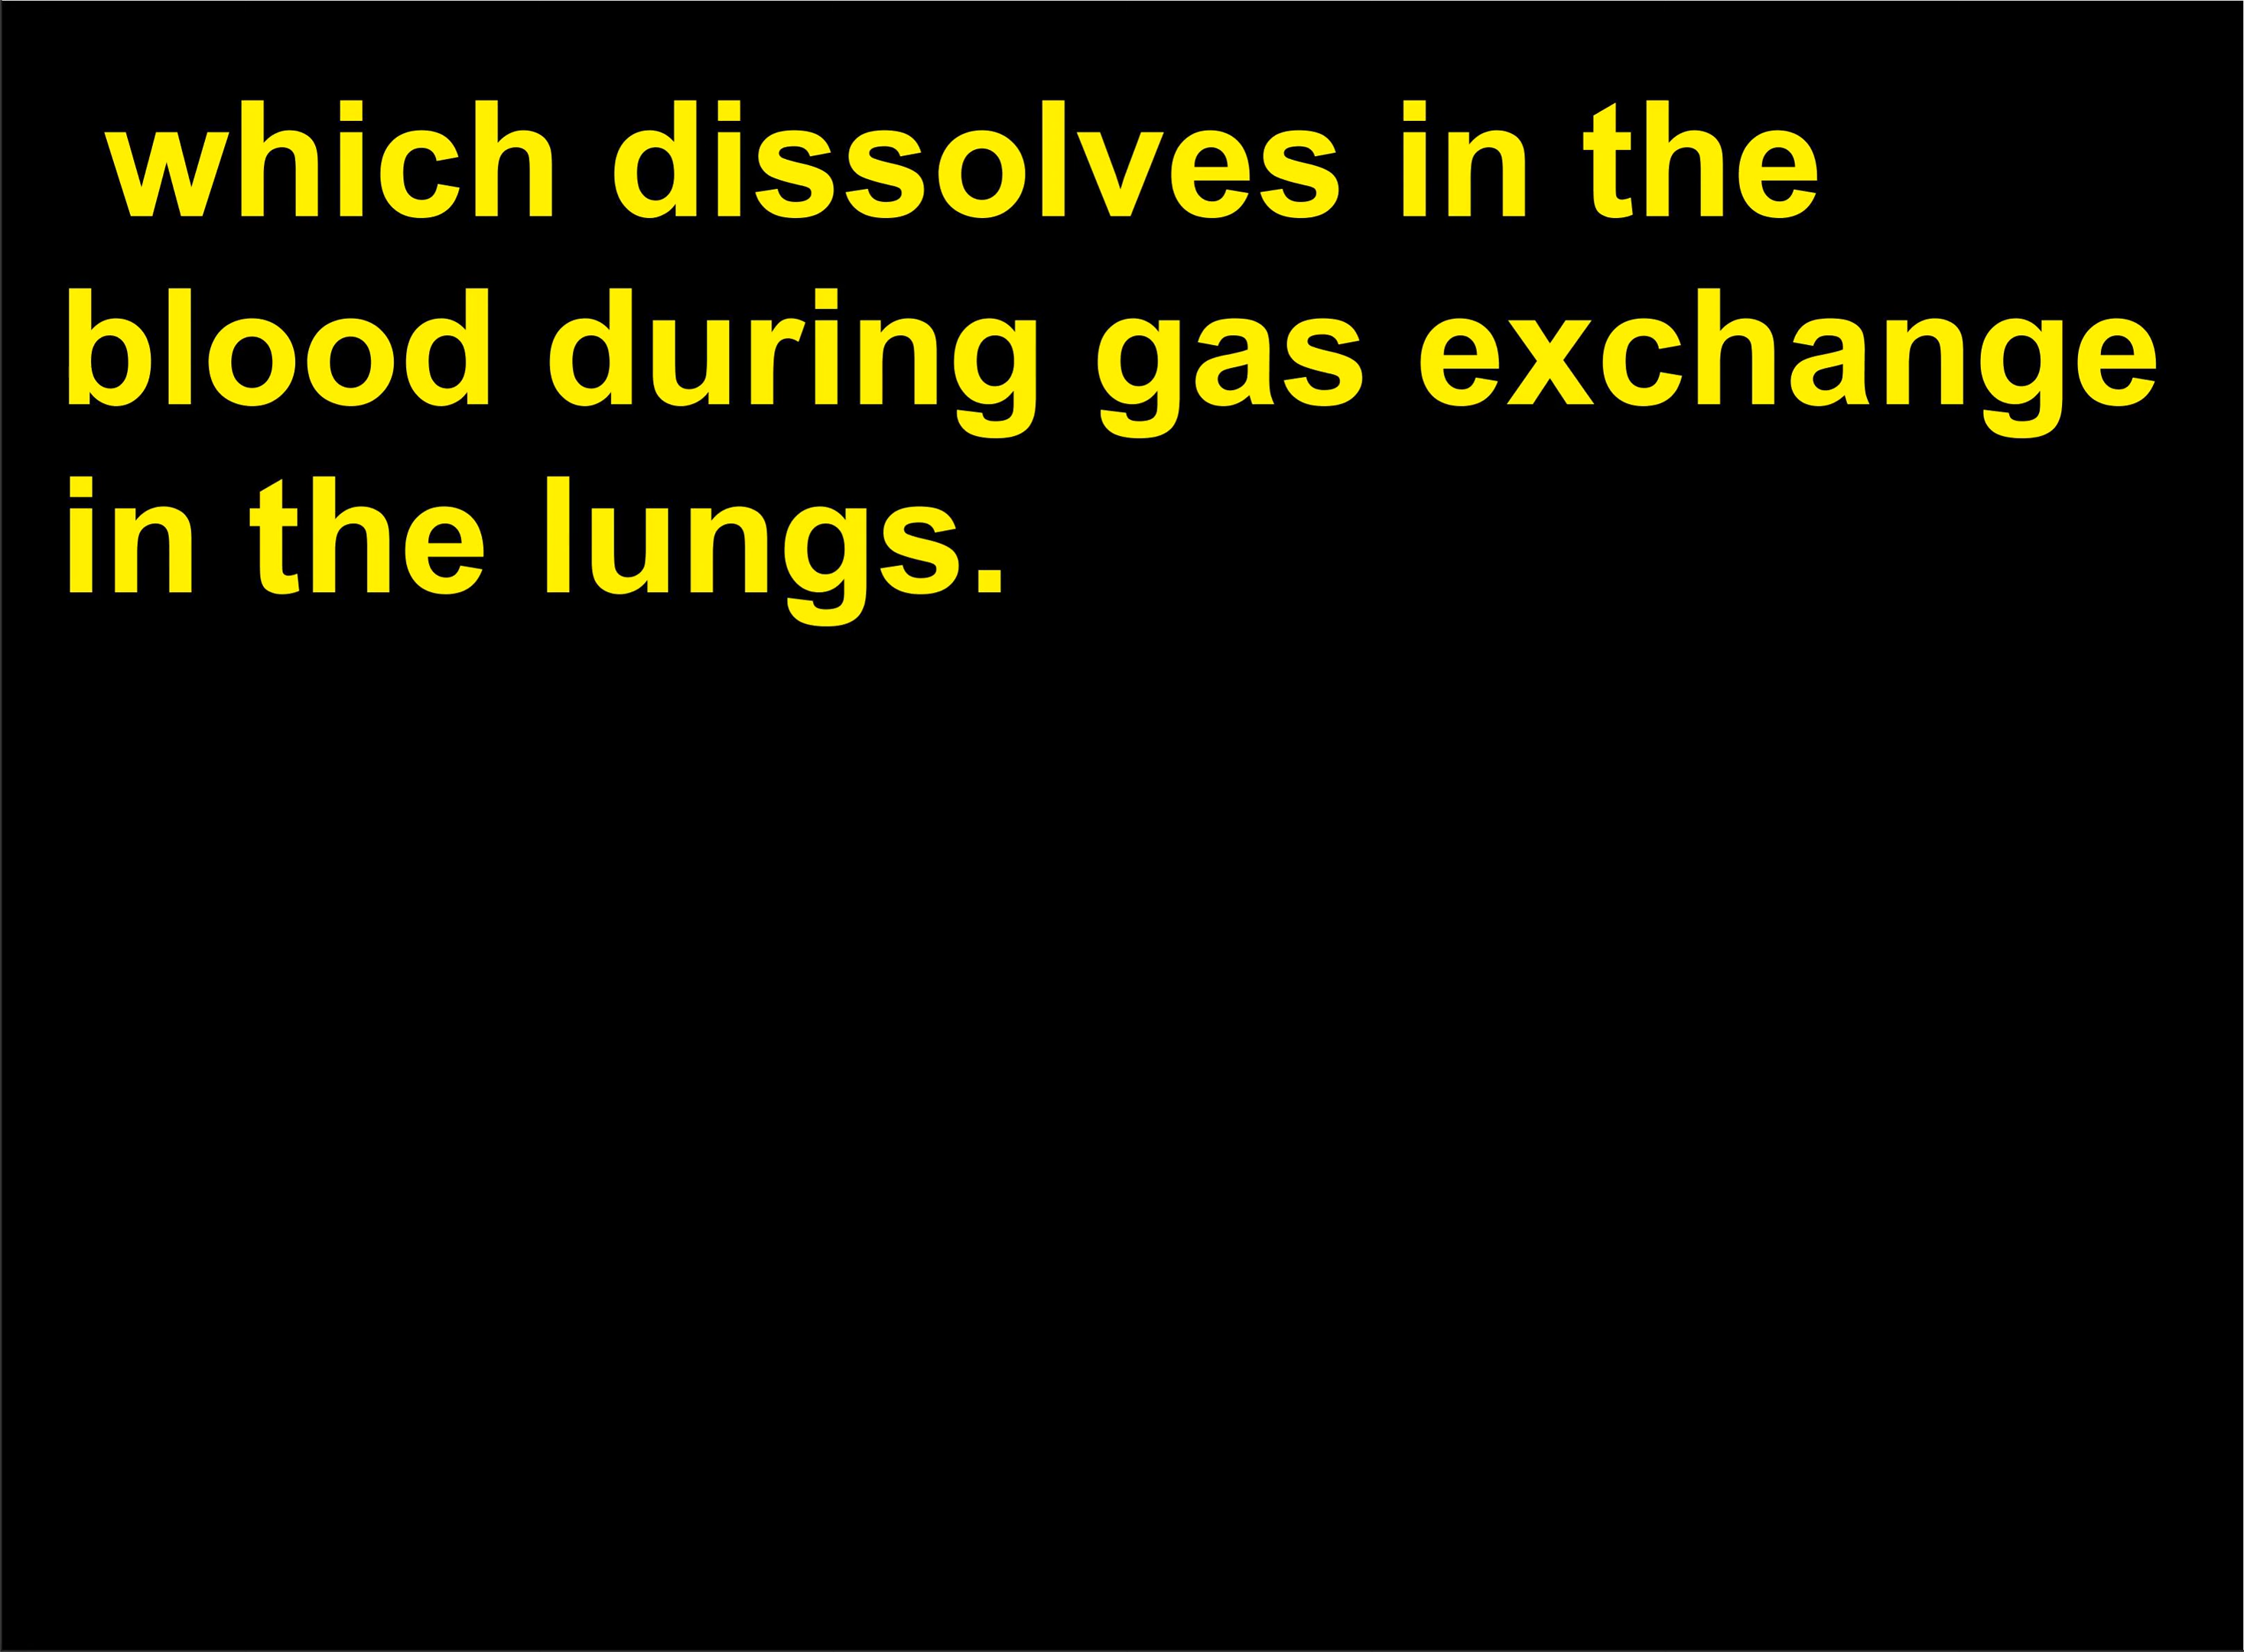 which dissolves in the
blood during gas exchange
in the lungs.